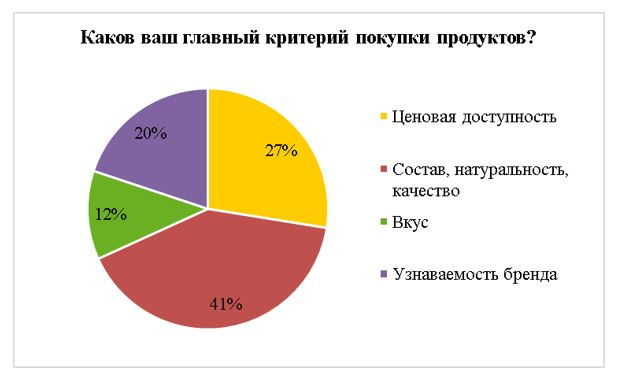 Каков ваш главный критерий покупки продуктов?
20%
27%
12%
41%
Ценовая доступность
Состав, натуральность,
качество
Вкус
Узнаваемость бренда